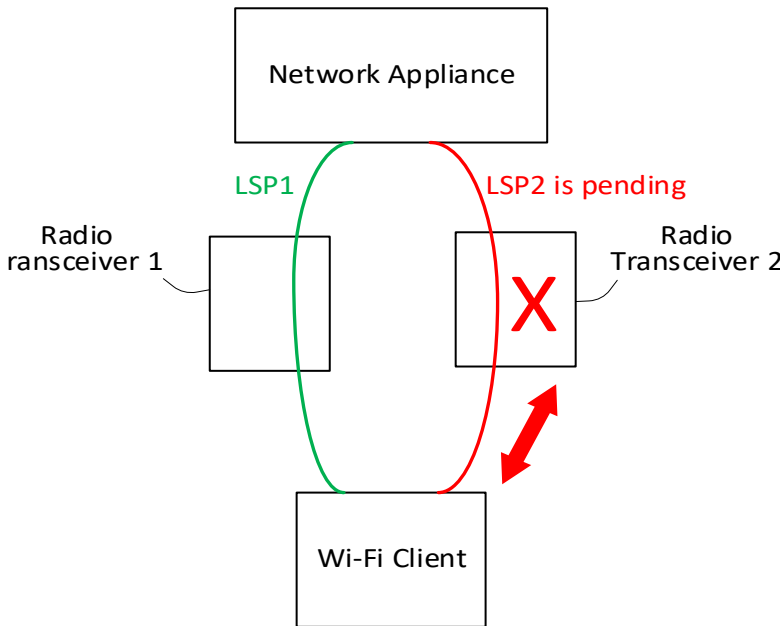 Network Appliance
LSP1
LSP2 is pending
Radio
ransceiver 1
Radio
Transceiver 2
X
Wi-Fi Client